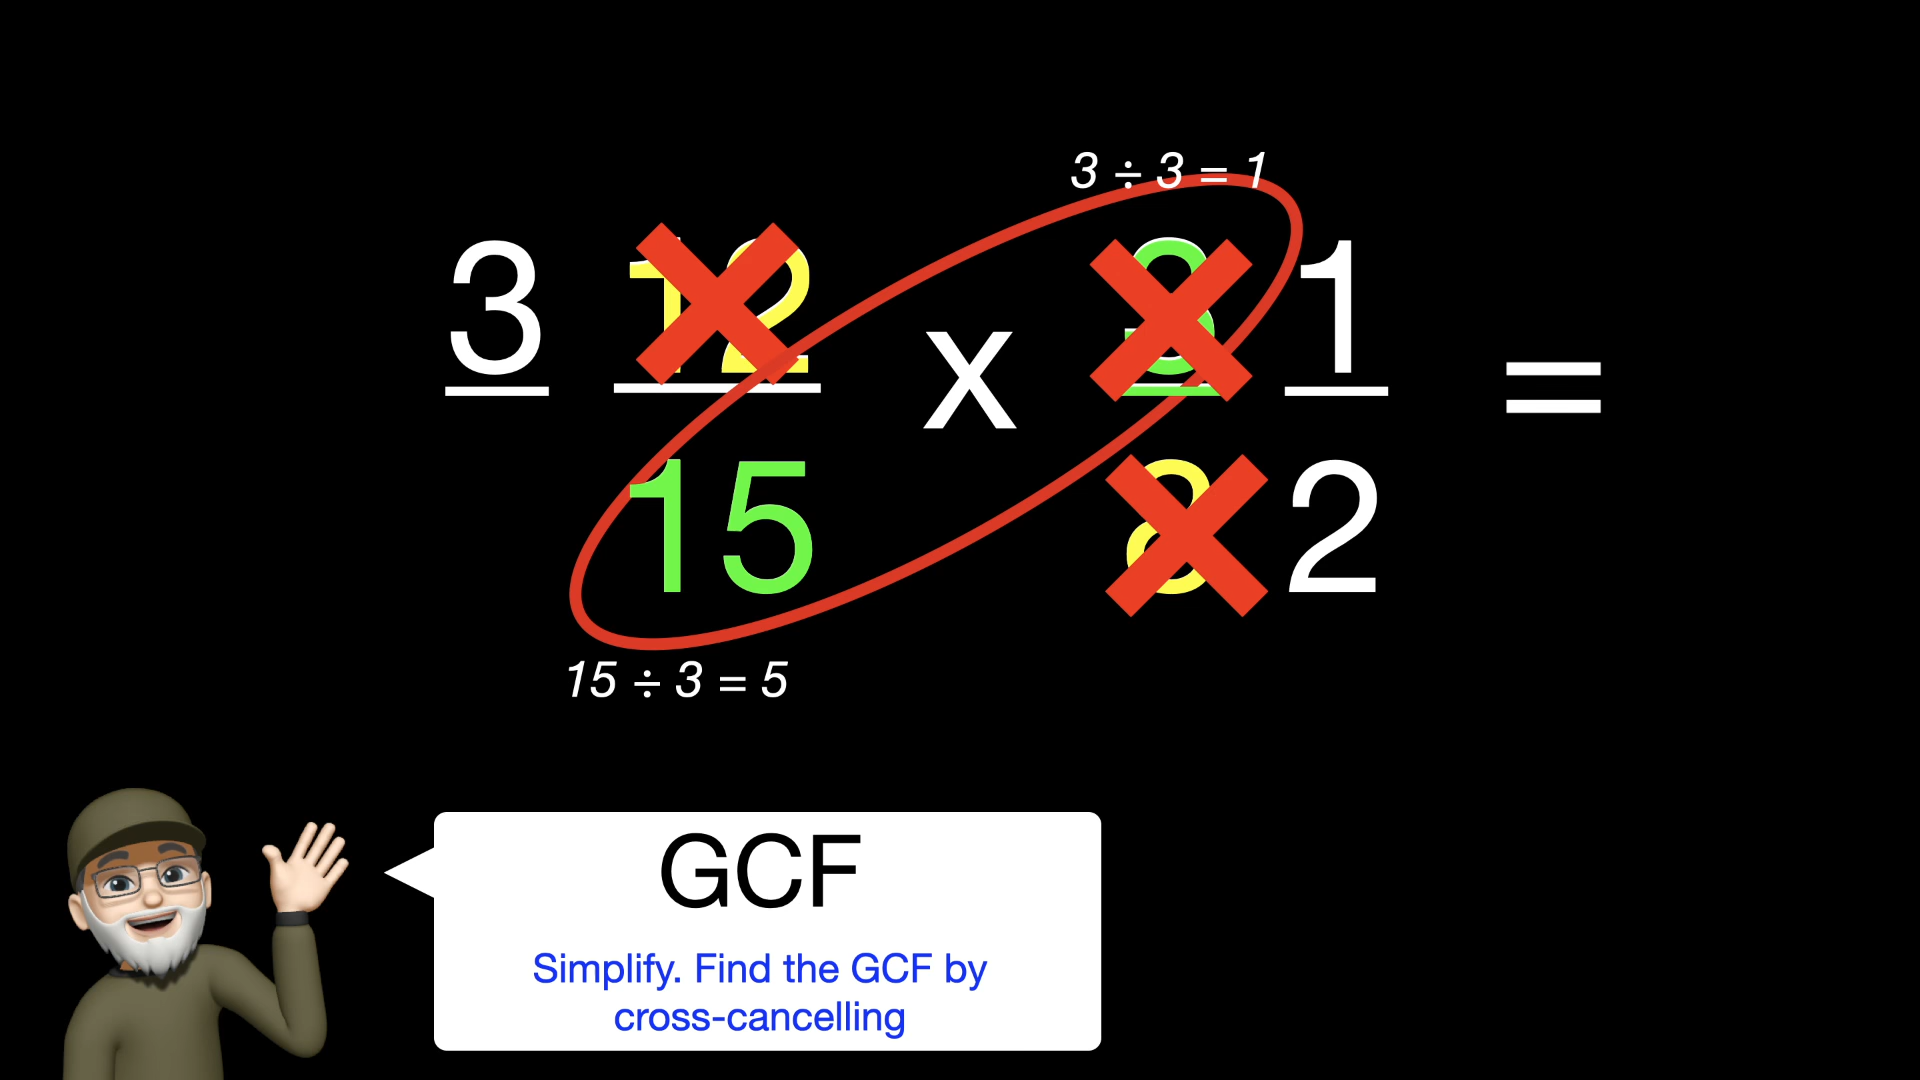 3 ÷ 3 = 1
3 12 x 3 1 =
15 8 2
15 ÷ 3 = 5
GCF
Simplify. Find the GCF by
cross-cancelling